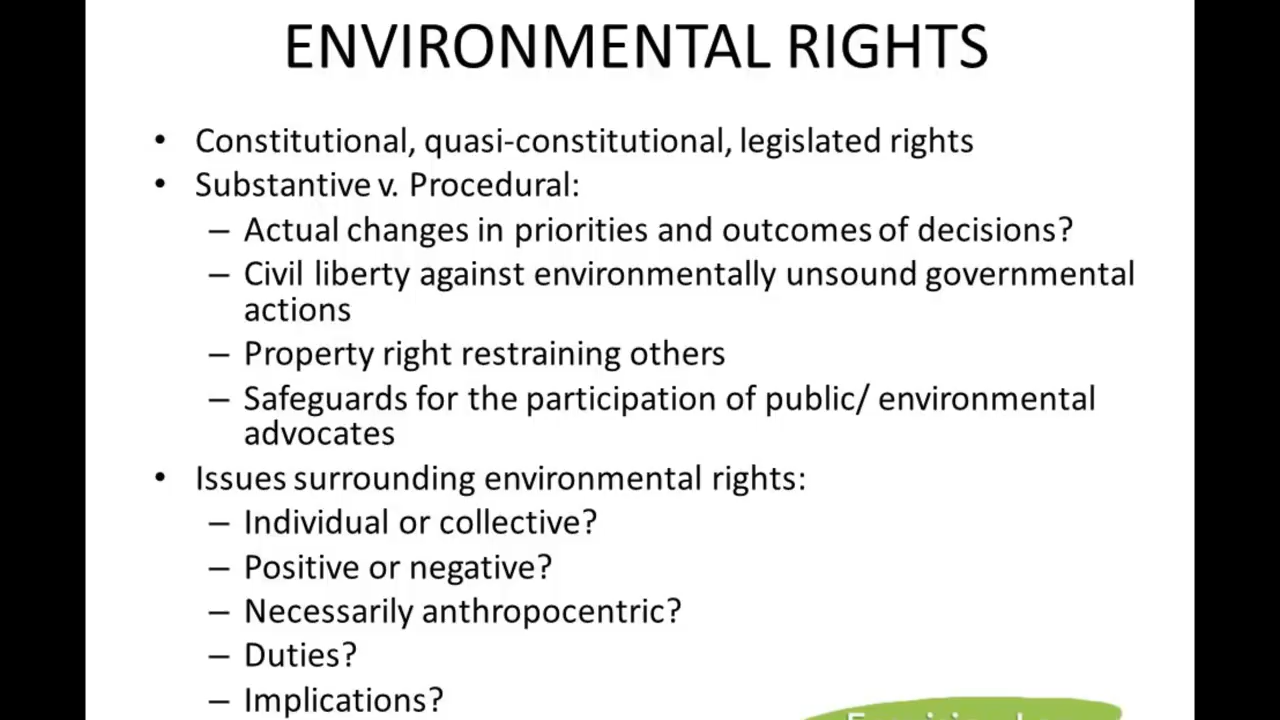 ENVIRONMENTAL RIGHTS
• Constitutional, quasi-constitutional, legislated rights
• Substantive v. Procedural:
– Actual changes in priorities and outcomes of decisions?
– Civil liberty against environmentally unsound governmental
actions
– Property right restraining others
– Safeguards for the participation of public/ environmental
advocates
• Issues surrounding environmental rights:
– Individual or collective?
– Positive or negative?
– Necessarily anthropocentric?
– Duties?
– Implications?